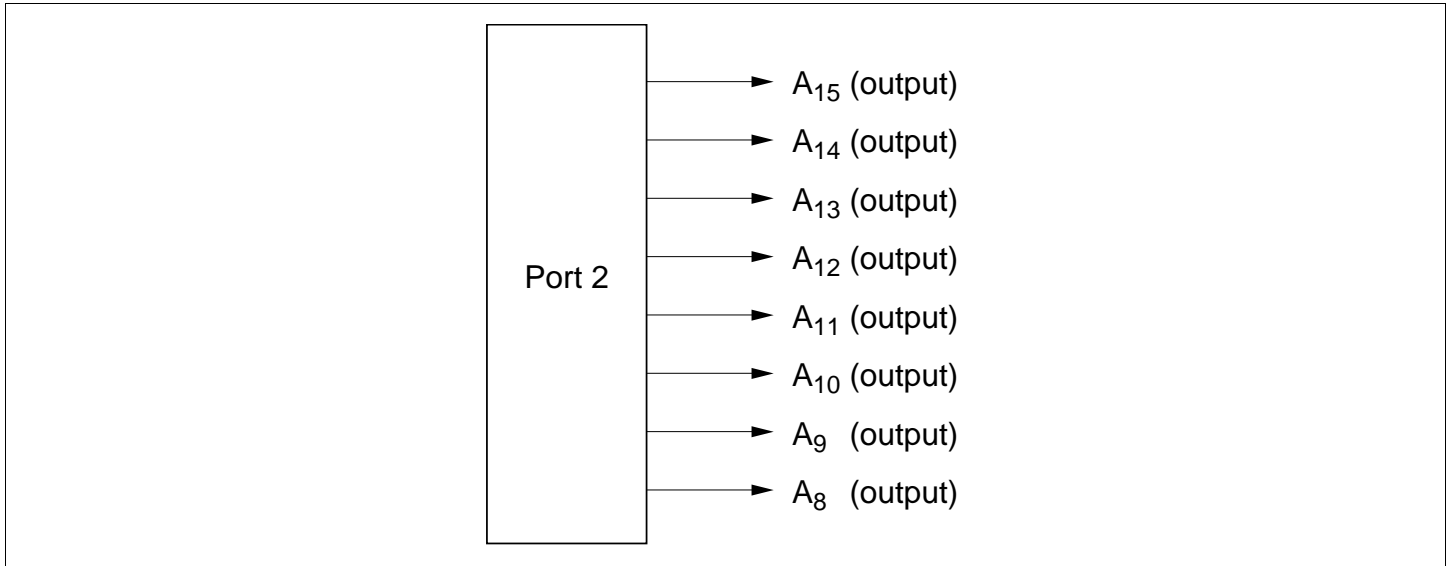 A15 (output)
A14 (output)
A13 (output)
A12 (output)
Port 2
A11 (output)
A10 (output)
A9 (output)
A8 (output)